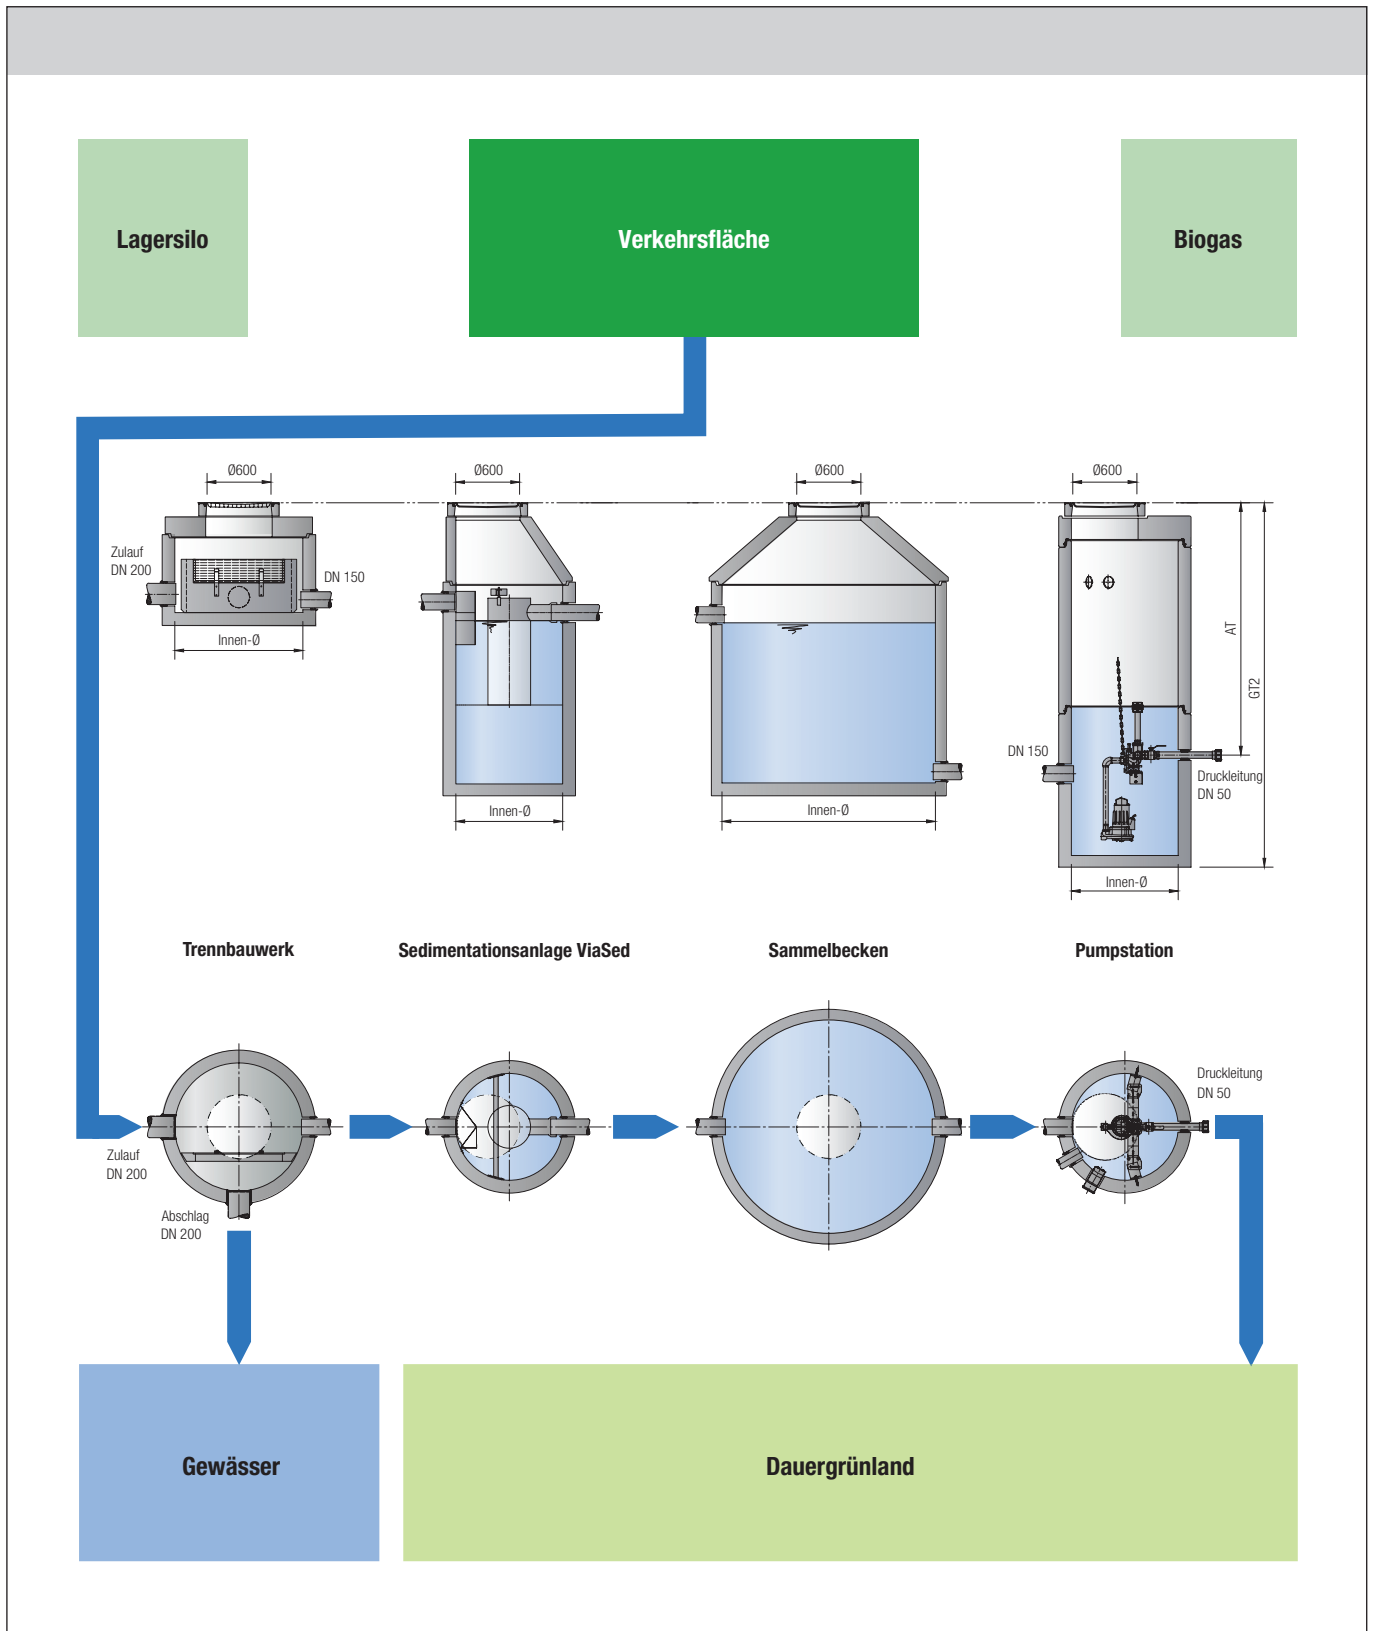 Lagersilo
Verkehrsfläche
Biogas
Ø600
Ø600
Ø600
Ø600
Zulauf
DN 200
DN 150
Innen-Ø
Innen-Ø
Innen-Ø
DN 150
AT
GT2
Druckleitung
DN 50
Innen-Ø
Trennbauwerk
Sedimentationsanlage ViaSed
Sammelbecken
Pumpstation
Druckleitung
DN 50
Zulauf
DN 200
Abschlag
DN 200
Gewässer
Dauergrünland